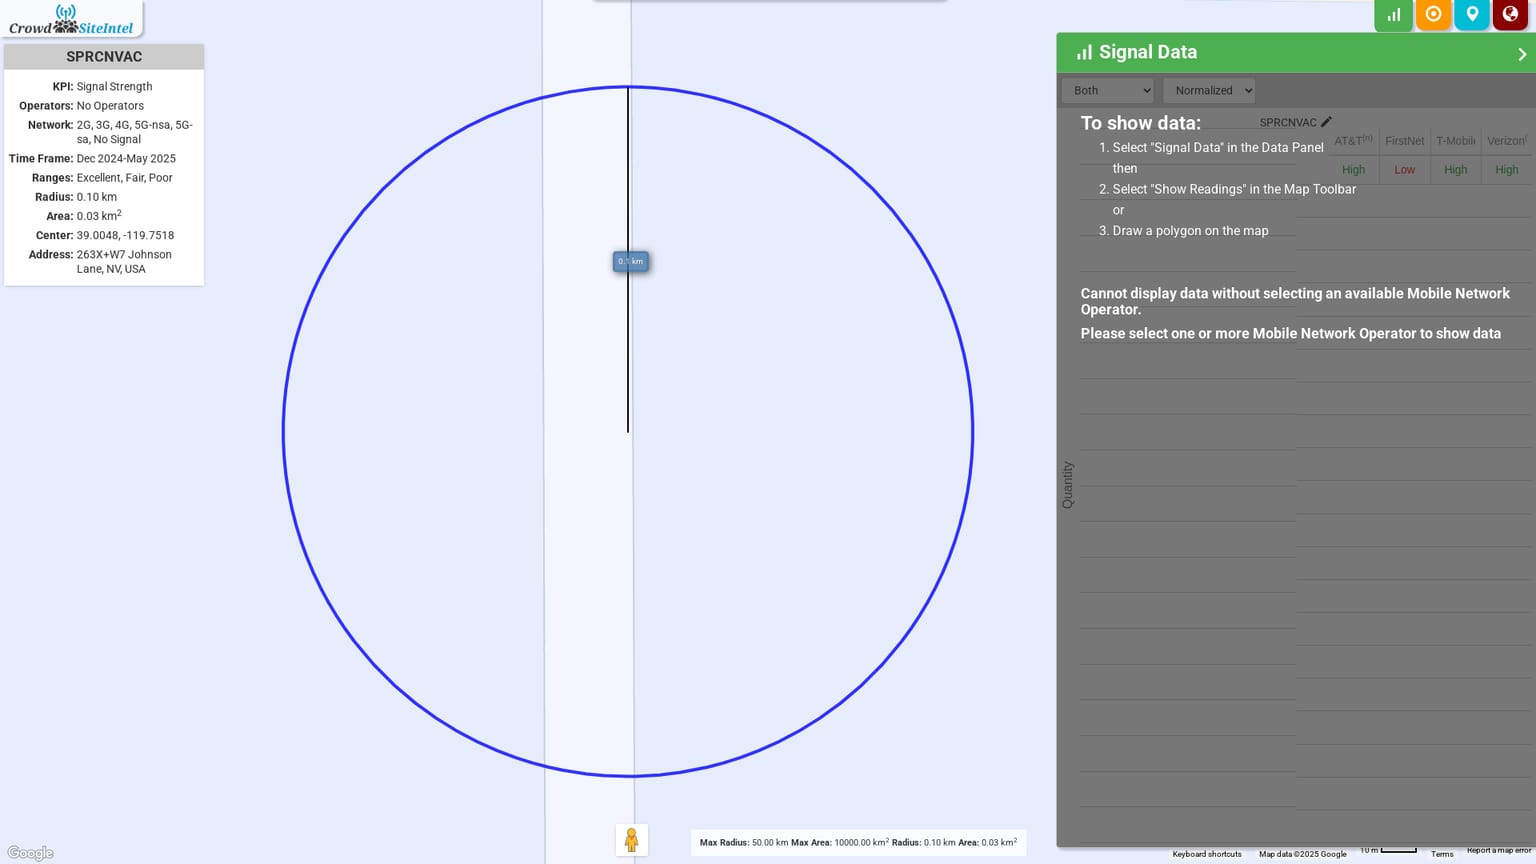 Crowd SiteIntel
SPRCNVAC
KPI: Signal Strength
Operators: No Operators
Network: 2G, 3G, 4G, 5G-nsa, 5G-
sa, No Signal
Time Frame: Dec 2024-May 2025
Ranges: Excellent, Fair, Poor
Radius: 0.10 km
Area: 0.03 km²
Center: 39.0048, -119.7518
Address: 263X+W7 Johnson
Lane, NV, USA
0.1 km
Signal Data
Both
Normalized
To show data:
SPRCNVAC
1. Select "Signal Data" in the Data Panel
then
2. Select "Show Readings" in the Map Toolbar
or
3. Draw a polygon on the map
AT&T(n) FirstNet T-Mobile Verizon(
High Low High High
Cannot display data without selecting an available Mobile Network
Operator.
Please select one or more Mobile Network Operator to show data
Quantity
Max Radius: 50.00 km Max Area: 10000.00 km² Radius: 0.10 km Area: 0.03 km²
Google
Keyboard shortcuts Map data ©2025 Google 10 m Terms Report a map error